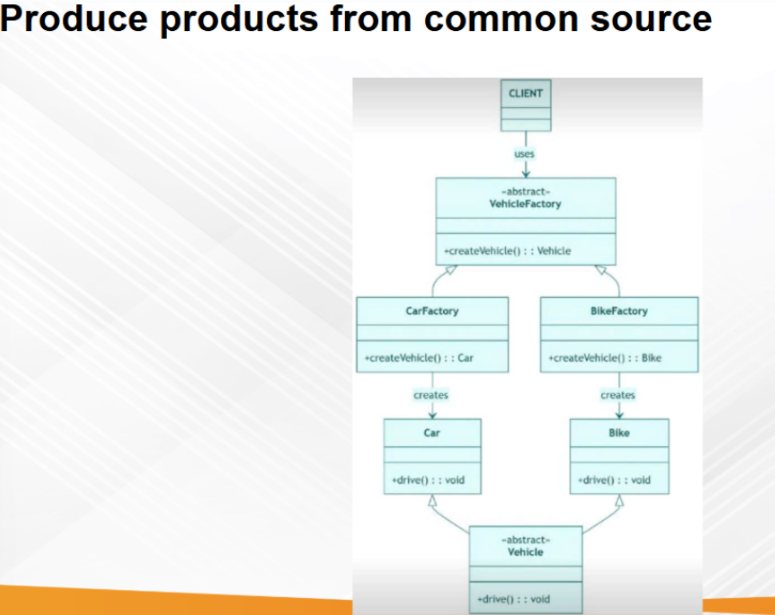 Produce products from common source
CLIENT
uses
~abstract~
VehicleFactory
+createVehicle() : : Vehicle
CarFactory
+createVehicle() : : Car
BikeFactory
+createVehicle() : : Bike
creates
creates
Car
+drive() : : void
Bike
+drive() : : void
~abstract~
Vehicle
+drive() : : void